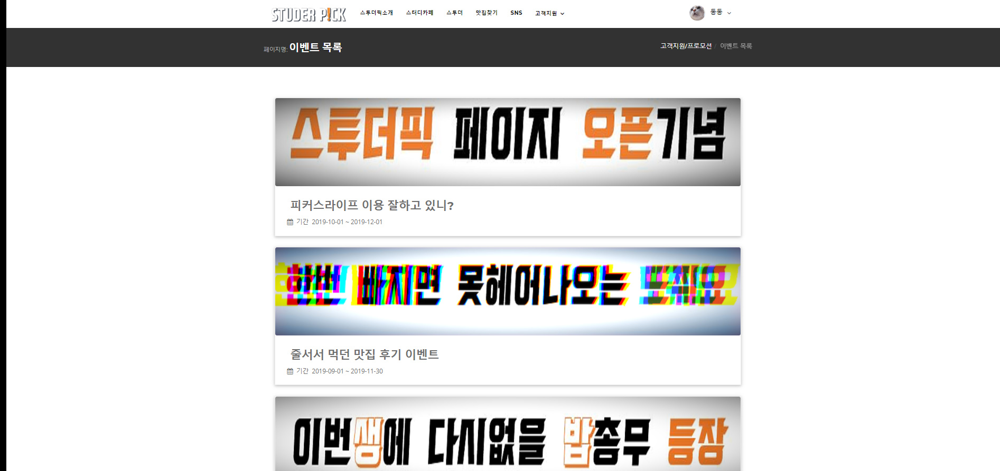 STUDER P!CK 스투더픽소개 스터디카페 스투더 맛집찾기 SNS 고객지원 동동
페이지명: 이벤트 목록 고객지원/프로모션 / 이벤트 목록
스투더픽 페이지 오픈기념
피커스라이프 이용 잘하고 있니?
기간 2019-10-01 ~ 2019-12-01
한번 빠지면 못헤어나오는
줄서서 먹던 맛집 후기 이벤트
기간 2019-09-01 ~ 2019-11-30
이번생에 다시없을 밥총무 등장